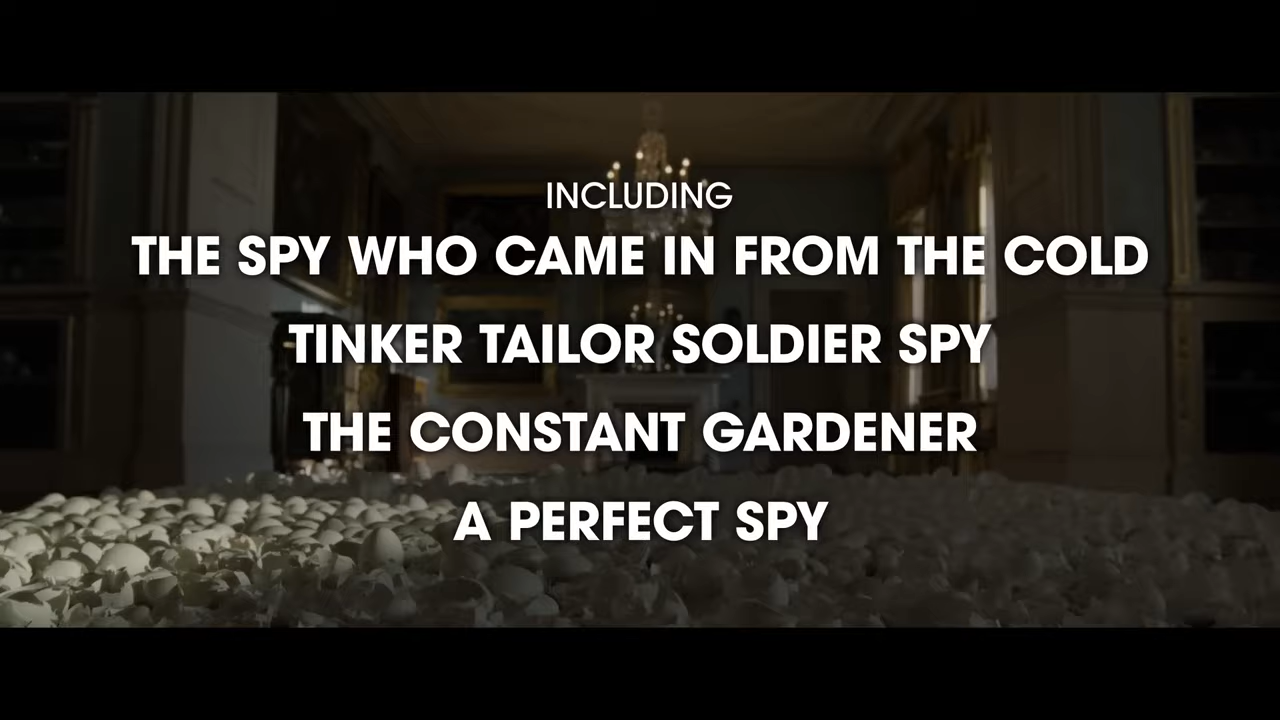 INCLUDING
THE SPY WHO CAME IN FROM THE COLD
TINKER TAILOR SOLDIER SPY
THE CONSTANT GARDENER
A PERFECT SPY